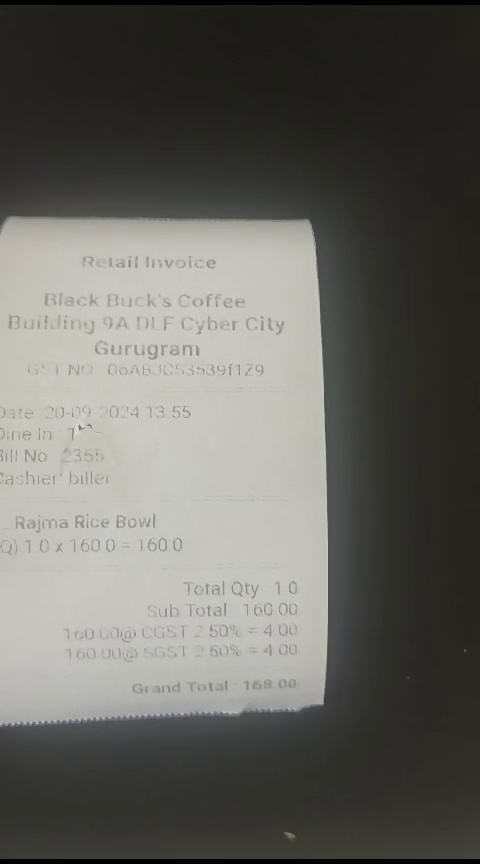 Retail Invoice
Black Buck's Coffee
Building 9A DLF Cyber City
Gurugram
GST NO
Date: 20-09-2024 13:55
Dine In :
Bill No : 2355
Cashier: biller
Rajma Rice Bowl
Q) 1.0 x 160.0 = 160.0
Total Qty : 1.0
Sub Total : 160.00
160.00@ CGST 2.50% = 4.00
160.00@ SGST 2.50% = 4.00
Grand Total : 168.00